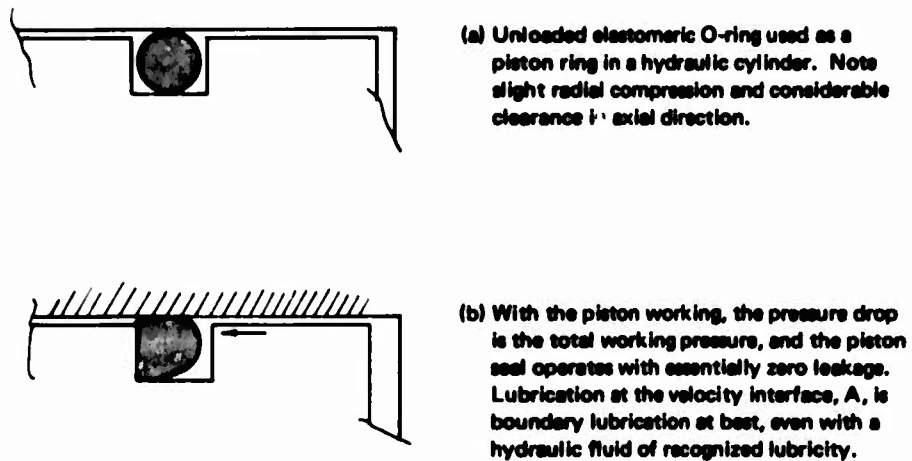 (a) Unloaded elastomeric O-ring used as a
piston ring in a hydraulic cylinder. Note
slight radial compression and considerable
clearance axial direction.
(b) With the piston working, the pressure drop
is the total working pressure, and the piston
seal operates with essentially zero leakage.
Lubrication at the velocity interface, A, is
boundary lubrication at best, even with a
hydraulic fluid of recognized lubricity.